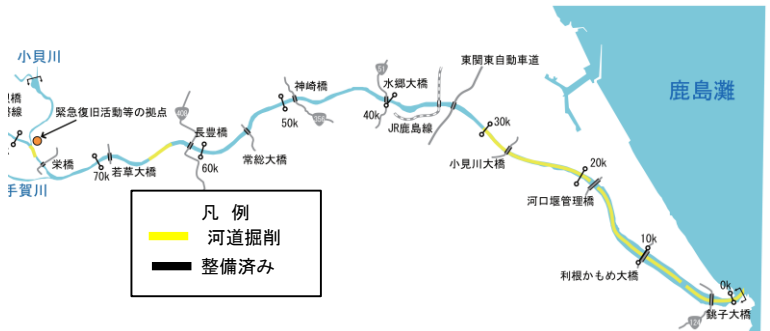 小貝川
緊急復旧活動等の拠点
栄橋
手賀川
70k
若草大橋
408
長豊橋
60k
常総大橋
50k
神崎橋
水郷大橋
51
40k
JR鹿島線
東関東自動車道
30k
小見川大橋
20k
河口堰管理橋
10k
利根かもめ大橋
0k
銚子大橋
124
鹿島灘
凡 例
河道掘削
整備済み